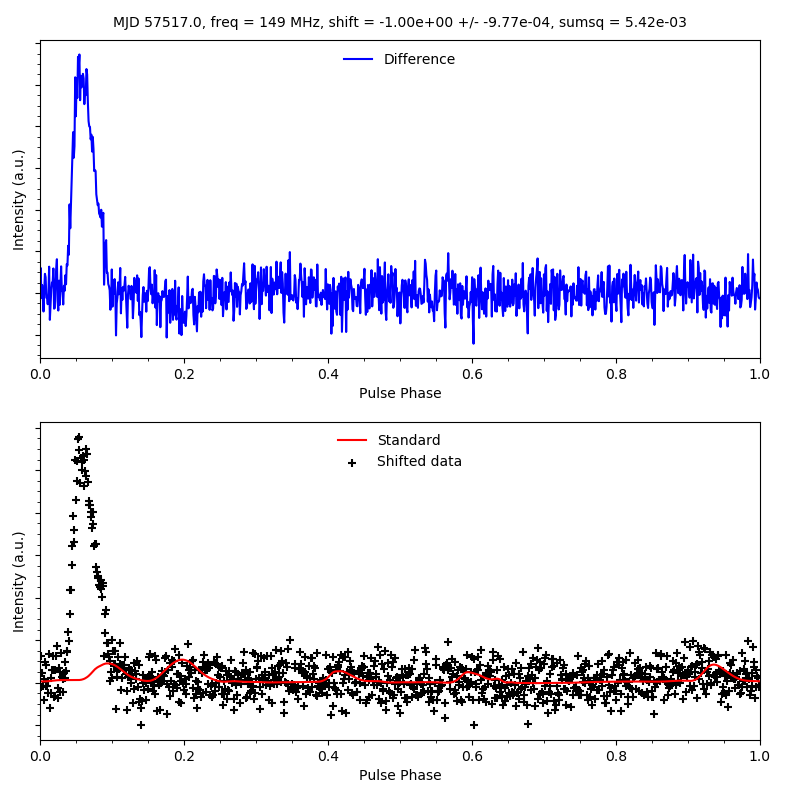 MJD 57517.0, freq = 149 MHz, shift = -1.00e+00 +/- -9.77e-04, sumsq = 5.42e-03
Difference
Intensity (a.u.)
0.0 0.2 0.4 0.6 0.8 1.0
Pulse Phase
Standard
Shifted data
Intensity (a.u.)
0.0 0.2 0.4 0.6 0.8 1.0
Pulse Phase